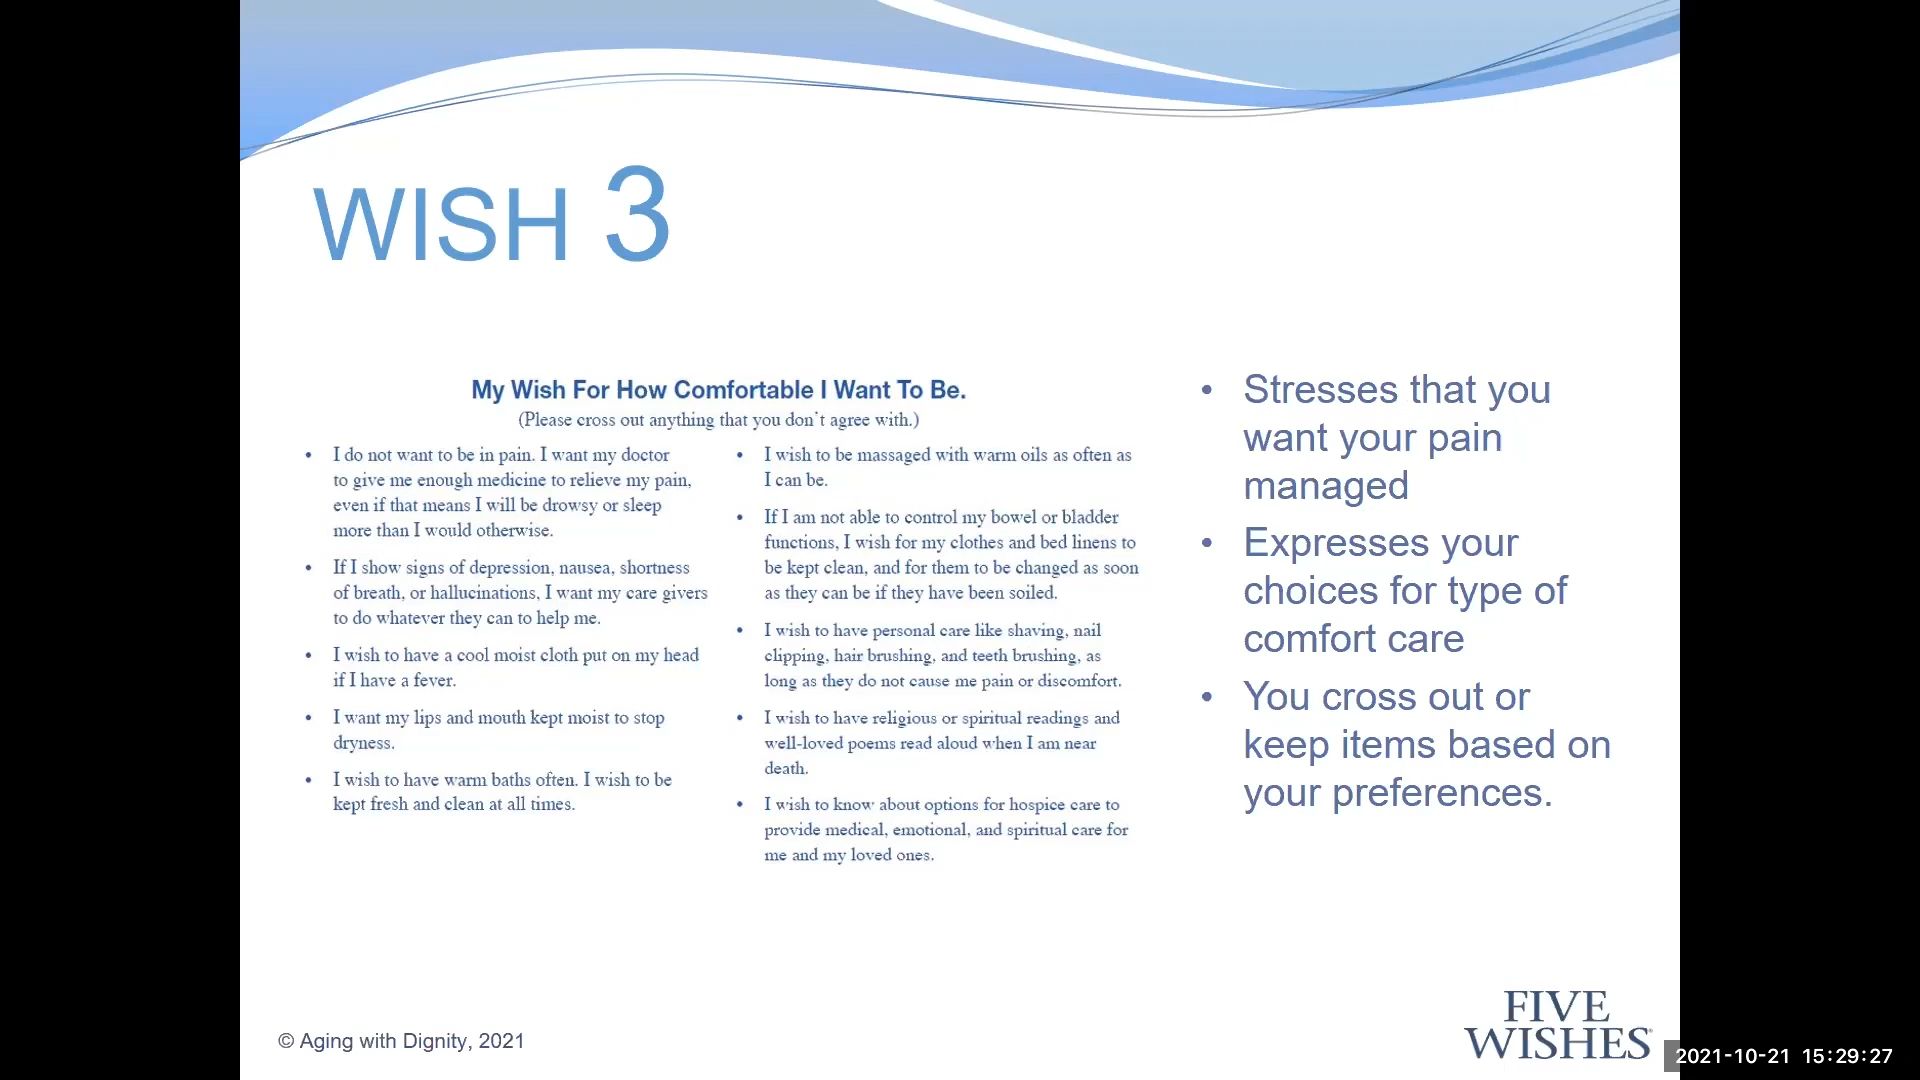 WISH 3
My Wish For How Comfortable I Want To Be.
(Please cross out anything that you don't agree with.)
• I do not want to be in pain. I want my doctor
to give me enough medicine to relieve my pain,
even if that means I will be drowsy or sleep
more than I would otherwise.
• If I show signs of depression, nausea, shortness
of breath, or hallucinations, I want my care givers
to do whatever they can to help me.
• I wish to have a cool moist cloth put on my head
if I have a fever.
• I want my lips and mouth kept moist to stop
dryness.
• I wish to have warm baths often. I wish to be
kept fresh and clean at all times.
• I wish to be massaged with warm oils as often as
I can be.
• If I am not able to control my bowel or bladder
functions, I wish for my clothes and bed linens to
be kept clean, and for them to be changed as soon
as they can be if they have been soiled.
• I wish to have personal care like shaving, nail
clipping, hair brushing, and teeth brushing, as
long as they do not cause me pain or discomfort.
• I wish to have religious or spiritual readings and
well-loved poems read aloud when I am near
death.
• I wish to know about options for hospice care to
provide medical, emotional, and spiritual care for
me and my loved ones.
• Stresses that you
want your pain
managed
• Expresses your
choices for type of
comfort care
• You cross out or
keep items based on
your preferences.
© Aging with Dignity, 2021
FIVE
WISHES®
2021-10-21 15:29:27